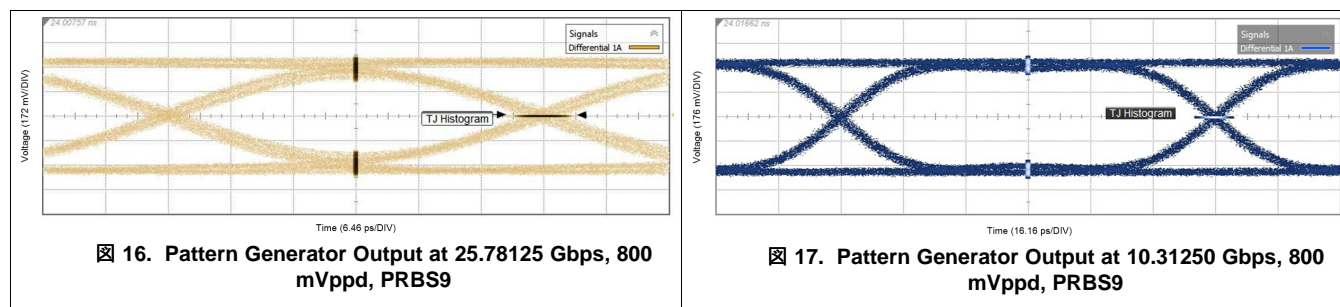 24.00757 ns
Signals
Differential 1A
TJ Histogram
Voltage (172 mV/DIV)
Time (6.46 ps/DIV)
図 16. Pattern Generator Output at 25.78125 Gbps, 800
mVppd, PRBS9
24.01662 ns
Signals
Differential 1A
TJ Histogram
Voltage (176 mV/DIV)
Time (16.16 ps/DIV)
図 17. Pattern Generator Output at 10.31250 Gbps, 800
mVppd, PRBS9